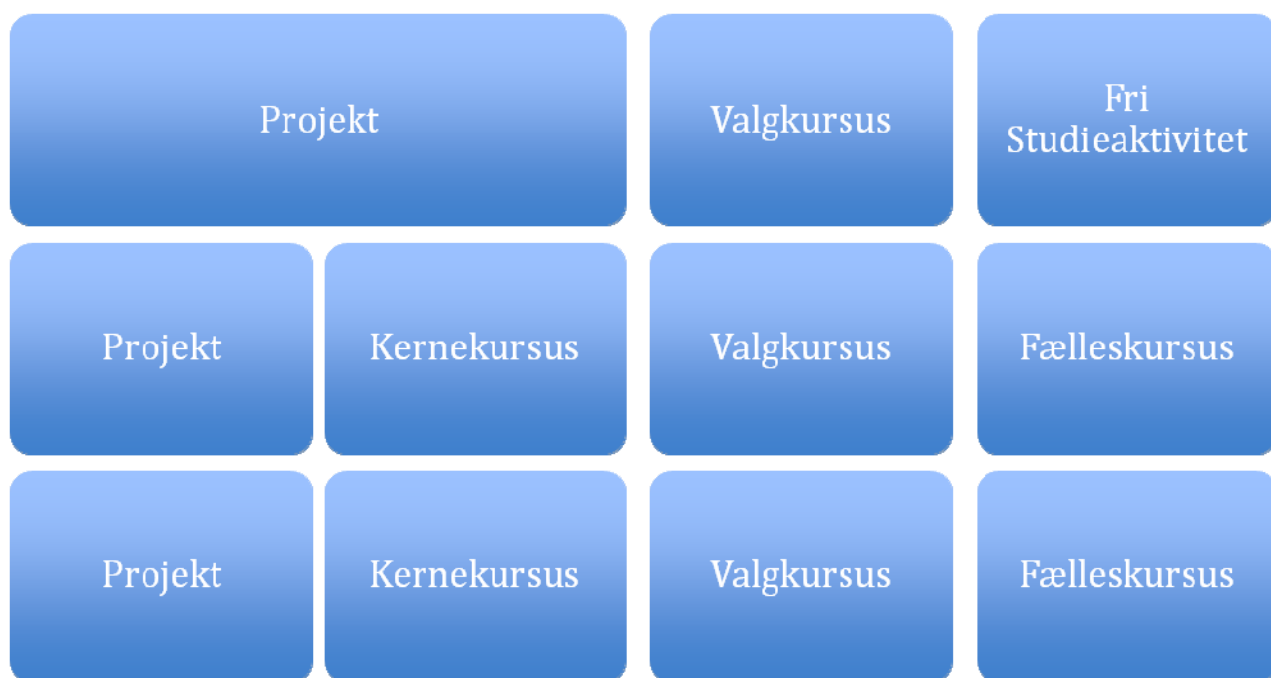 Projekt
Valgkursus
Fri
Studieaktivitet
Projekt
Kernekursus
Valgkursus
Fælleskursus
Projekt
Kernekursus
Valgkursus
Fælleskursus